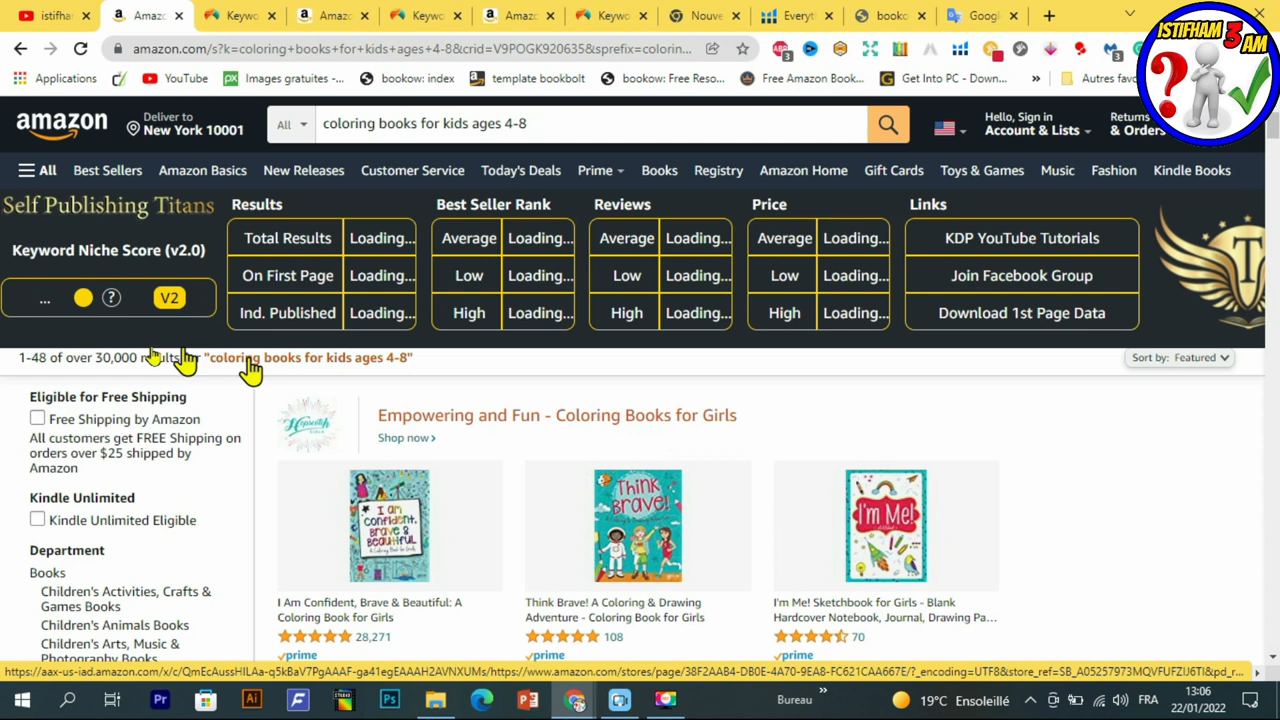 istifha
Amazo
Keywo
Amazo
Keywo
Amazo
Keywo
Nouve
Everyt
booko
Googl
amazon.com/s?k=coloring+books+for+kids+ages+4-8&crid=V9POGK920635&sprefix=colorin...
Applications
YouTube
Images gratuites -...
bookow: index
template bookbolt
bookow: Free Reso...
Free Amazon Book...
Get Into PC - Down...
»
Autres favo
ISTIFHAM 3 AM
amazon
Deliver to
New York 10001
All
coloring books for kids ages 4-8
Hello, Sign in
Account & Lists
Returns
& Orders
All
Best Sellers
Amazon Basics
New Releases
Customer Service
Today's Deals
Prime
Books
Registry
Amazon Home
Gift Cards
Toys & Games
Music
Fashion
Kindle Books
Self Publishing Titans
Keyword Niche Score (v2.0)
...
?
V2
Results
Total Results Loading...
On First Page Loading...
Ind. Published Loading...
Best Seller Rank
Average Loading...
Low Loading...
High Loading...
Reviews
Average Loading...
Low Loading...
High Loading...
Price
Average Loading...
Low Loading...
High Loading...
Links
KDP YouTube Tutorials
Join Facebook Group
Download 1st Page Data
1-48 of over 30,000 results for "coloring books for kids ages 4-8"
Sort by: Featured
Eligible for Free Shipping
Free Shipping by Amazon
All customers get FREE Shipping on
orders over $25 shipped by
Amazon
Kindle Unlimited
Kindle Unlimited Eligible
Department
Books
Children's Activities, Crafts &
Games Books
Children's Animals Books
Children's Arts, Music &
Photography Books
Empowering and Fun - Coloring Books for Girls
Shop now ›
I AM
CONFIDENT,
BRAVE &
BEAUTIFUL
THINK
BRAVE!
I'm Me!
I Am Confident, Brave & Beautiful: A
Coloring Book for Girls
28,271
prime
Think Brave! A Coloring & Drawing
Adventure - Coloring Book for Girls
108
prime
I'm Me! Sketchbook for Girls - Blank
Hardcover Notebook, Journal, Drawing Pa...
70
prime
Bureau
»
19°C Ensoleillé
FRA
13:06
22/01/2022